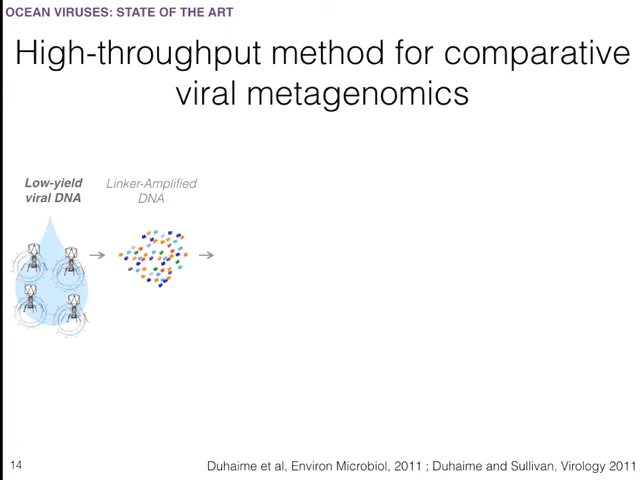 OCEAN VIRUSES: STATE OF THE ART
High-throughput method for comparative
viral metagenomics
Low-yield
viral DNA
Linker-Amplified
DNA
14
Duhaime et al, Environ Microbiol, 2011 ; Duhaime and Sullivan, Virology 2011